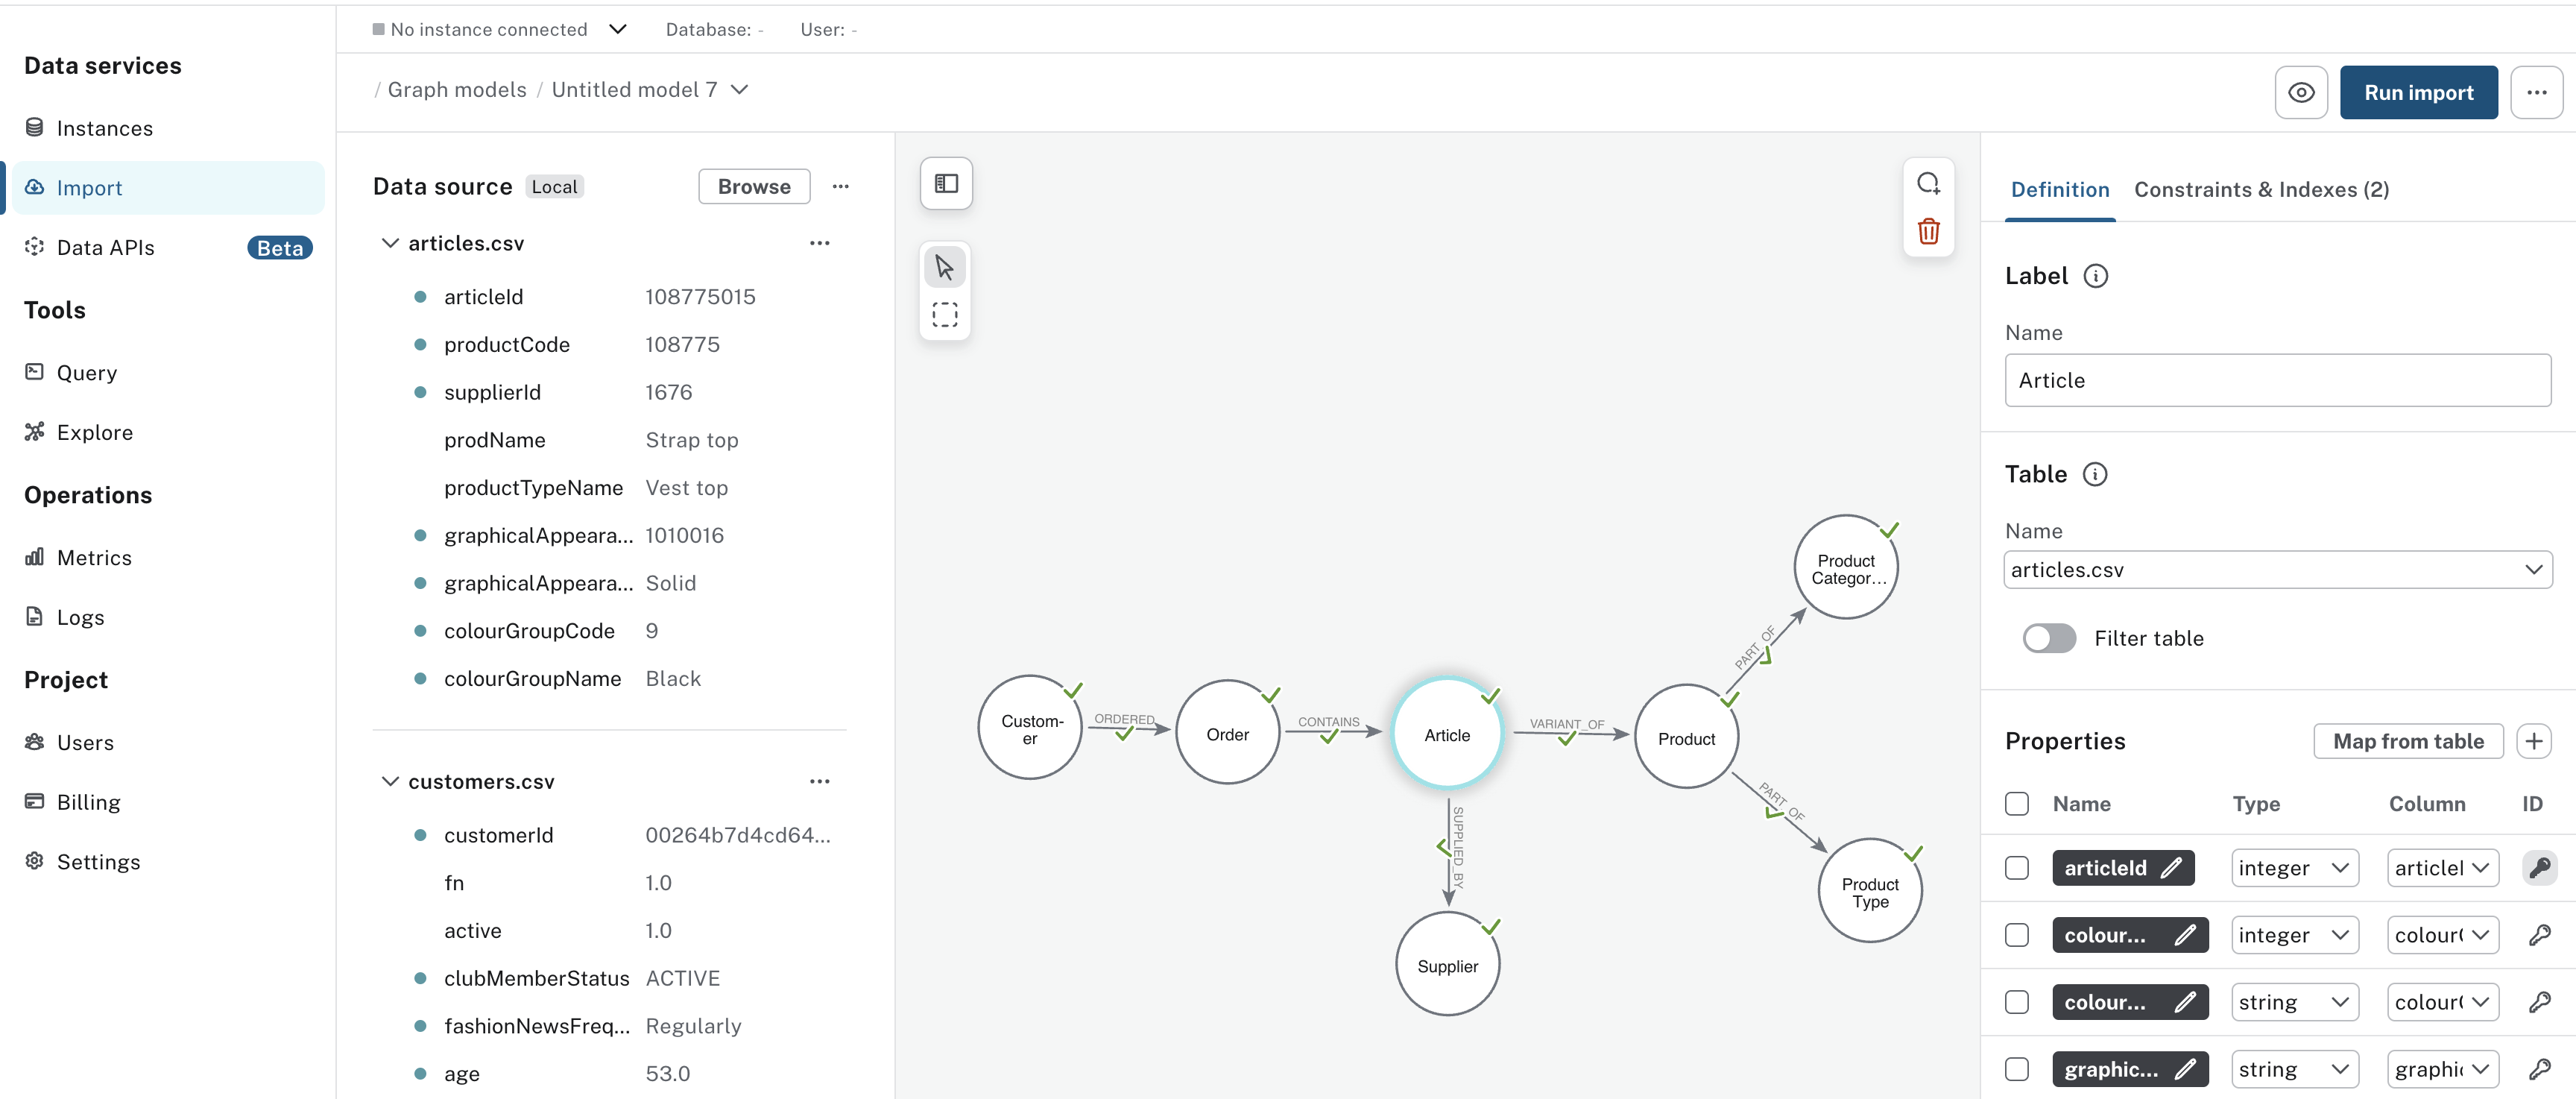 No instance connected
Database: -
User: -
Data services
Instances
Import
Data APIs
Beta
Tools
Query
Explore
Operations
Metrics
Logs
Project
Users
Billing
Settings
/ Graph models / Untitled model 7
Run import
Data source
Local
Browse
articles.csv
articleId 108775015
productCode 108775
supplierId 1676
prodName Strap top
productTypeName Vest top
graphicalAppeara... 1010016
graphicalAppeara... Solid
colourGroupCode 9
colourGroupName Black
customers.csv
customerId 00264b7d4cd64...
fn 1.0
active 1.0
clubMemberStatus ACTIVE
fashionNewsFreq... Regularly
age 53.0
Custom-
er
ORDERED
Order
CONTAINS
Article
VARIANT_OF
Product
PART_OF
Product
Categor...
PART_OF
Product
Type
SUPPLIED_BY
Supplier
Definition
Constraints & Indexes (2)
Label
Name
Article
Table
Name
articles.csv
Filter table
Properties
Map from table
Name Type Column ID
articleId integer articleI
colour... integer colour(
colour... string colour(
graphic... string graphi